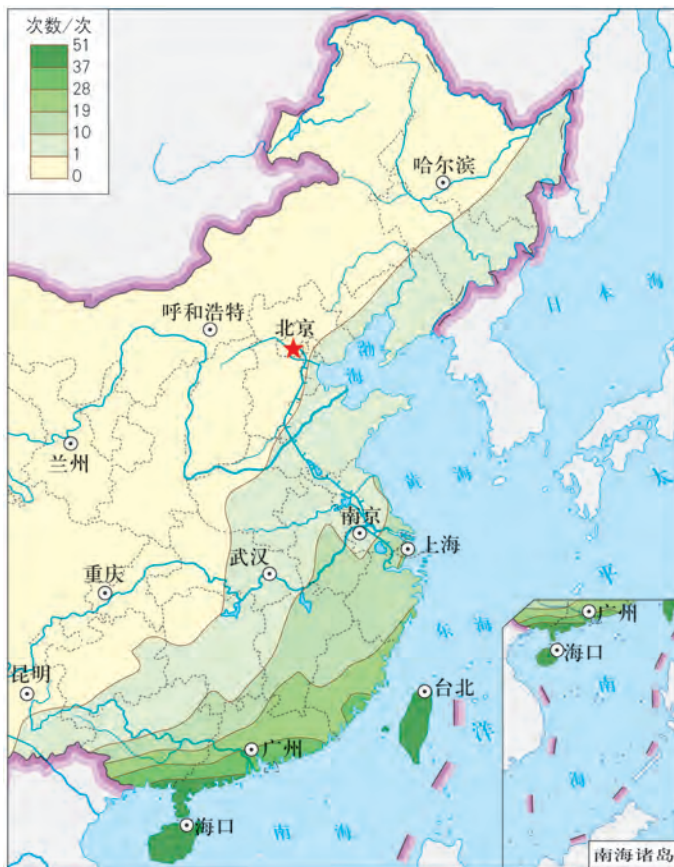 次数/次
51
37
28
19
10
1
0
哈尔滨
呼和浩特
北京
日本海
渤海
兰州
黄海
太
南京
上海
武汉
重庆
平
广州
东海
海口
昆明
台北
南
洋
广州
海
海口
南海
南海诸岛